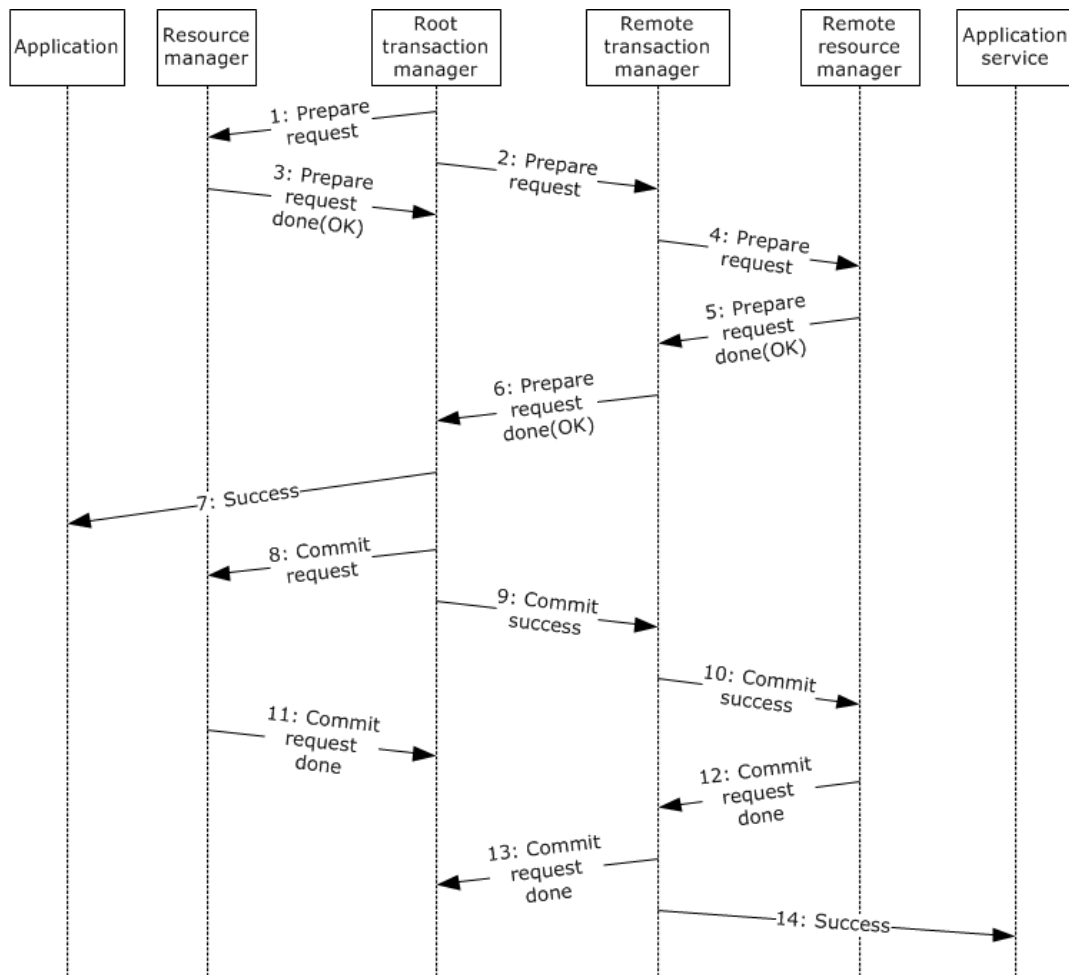 Application
Resource
manager
Root
transaction
manager
Remote
transaction
manager
Remote
resource
manager
Application
service
1: Prepare
request
2: Prepare
request
3: Prepare
request
done(OK)
4: Prepare
request
5: Prepare
request
done(OK)
6: Prepare
request
done(OK)
7: Success
8: Commit
request
9: Commit
success
10: Commit
success
11: Commit
request
done
12: Commit
request
done
13: Commit
request
done
14: Success